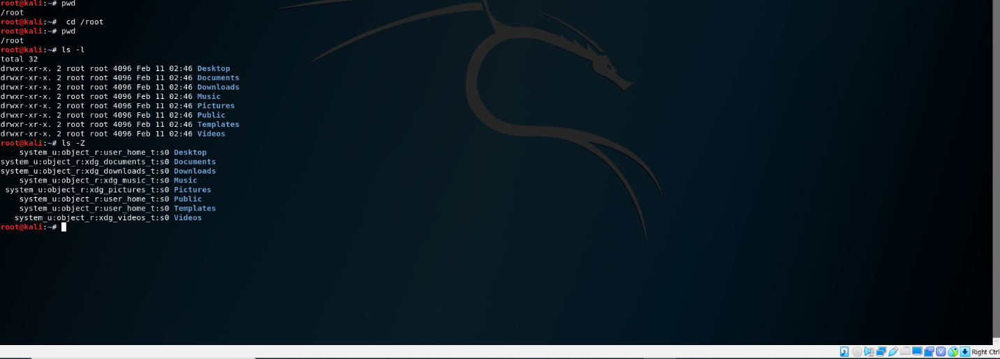 root@kali:~# pwd
/root
root@kali:~#  cd /root
root@kali:~# pwd
/root
root@kali:~# ls -l
total 32
drwxr-xr-x. 2 root root 4096 Feb 11 02:46 Desktop
drwxr-xr-x. 2 root root 4096 Feb 11 02:46 Documents
drwxr-xr-x. 2 root root 4096 Feb 11 02:46 Downloads
drwxr-xr-x. 2 root root 4096 Feb 11 02:46 Music
drwxr-xr-x. 2 root root 4096 Feb 11 02:46 Pictures
drwxr-xr-x. 2 root root 4096 Feb 11 02:46 Public
drwxr-xr-x. 2 root root 4096 Feb 11 02:46 Templates
drwxr-xr-x. 2 root root 4096 Feb 11 02:46 Videos
root@kali:~# ls -Z
    system_u:object_r:user_home_t:s0 Desktop
system_u:object_r:xdg_documents_t:s0 Documents
system_u:object_r:xdg_downloads_t:s0 Downloads
    system_u:object_r:xdg_music_t:s0 Music
 system_u:object_r:xdg_pictures_t:s0 Pictures
    system_u:object_r:user_home_t:s0 Public
    system_u:object_r:user_home_t:s0 Templates
   system_u:object_r:xdg_videos_t:s0 Videos
root@kali:~#
Right Ctrl